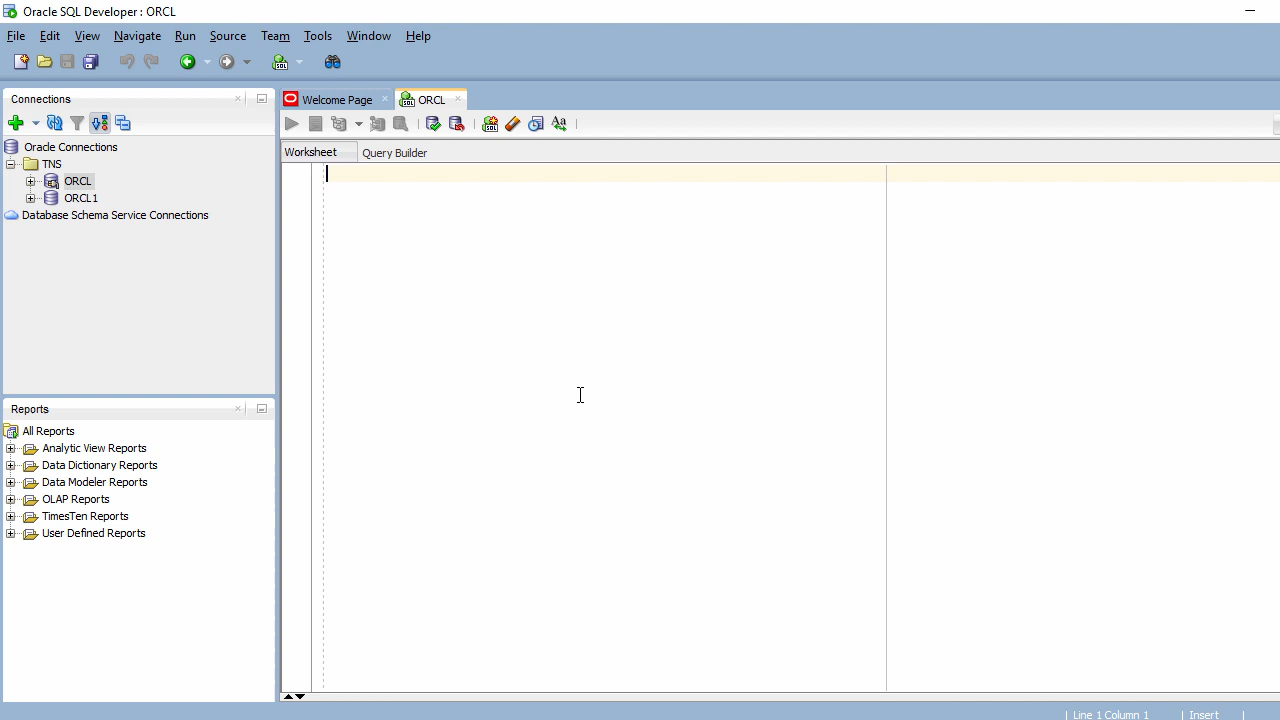 Oracle SQL Developer : ORCL
File Edit View Navigate Run Source Team Tools Window Help
Connections
Oracle Connections
TNS
ORCL
ORCL1
Database Schema Service Connections
Reports
All Reports
Analytic View Reports
Data Dictionary Reports
Data Modeler Reports
OLAP Reports
TimesTen Reports
User Defined Reports
Welcome Page ORCL
Worksheet Query Builder
Line 1 Column 1 Insert